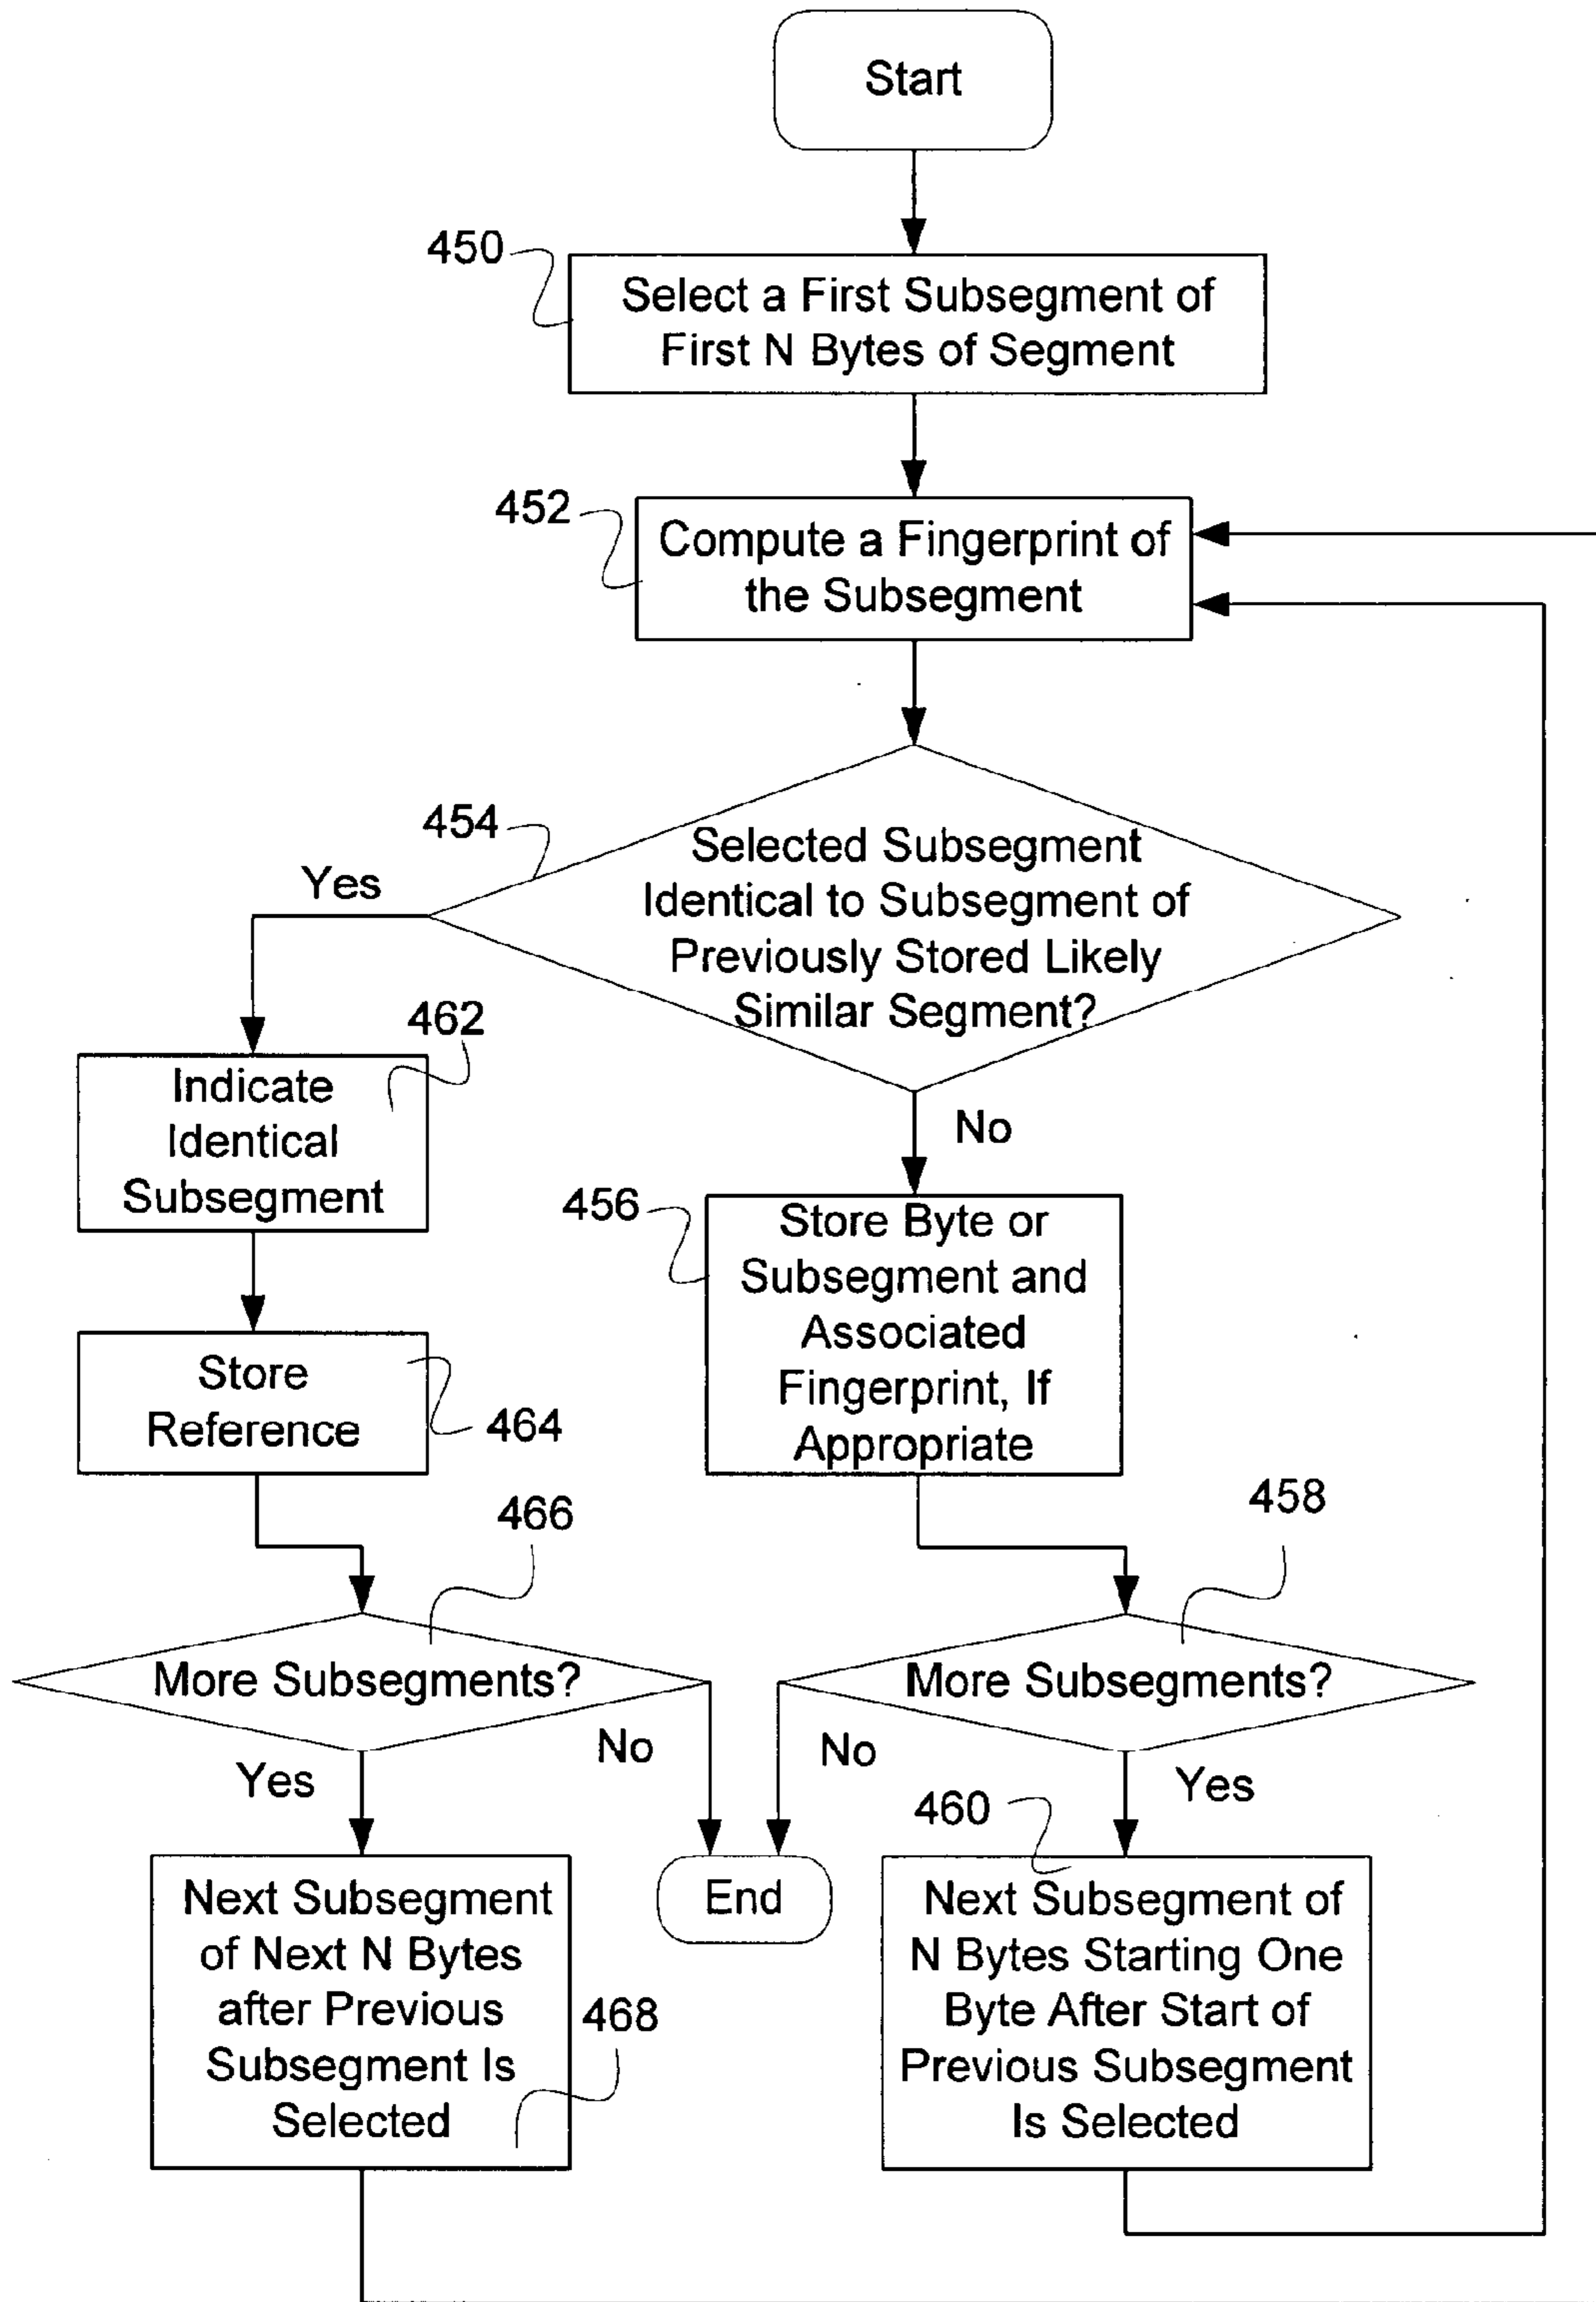 Start
450
Select a First Subsegment of
First N Bytes of Segment
452
Compute a Fingerprint of
the Subsegment
454
Selected Subsegment
Identical to Subsegment of
Previously Stored Likely
Similar Segment?
Yes
No
462
Indicate
Identical
Subsegment
456
Store Byte or
Subsegment and
Associated
Fingerprint, If
Appropriate
Store
Reference
464
466
458
More Subsegments?
More Subsegments?
No
No
Yes
Yes
460
Next Subsegment
of Next N Bytes
after Previous
Subsegment Is
Selected
468
End
Next Subsegment of
N Bytes Starting One
Byte After Start of
Previous Subsegment
Is Selected